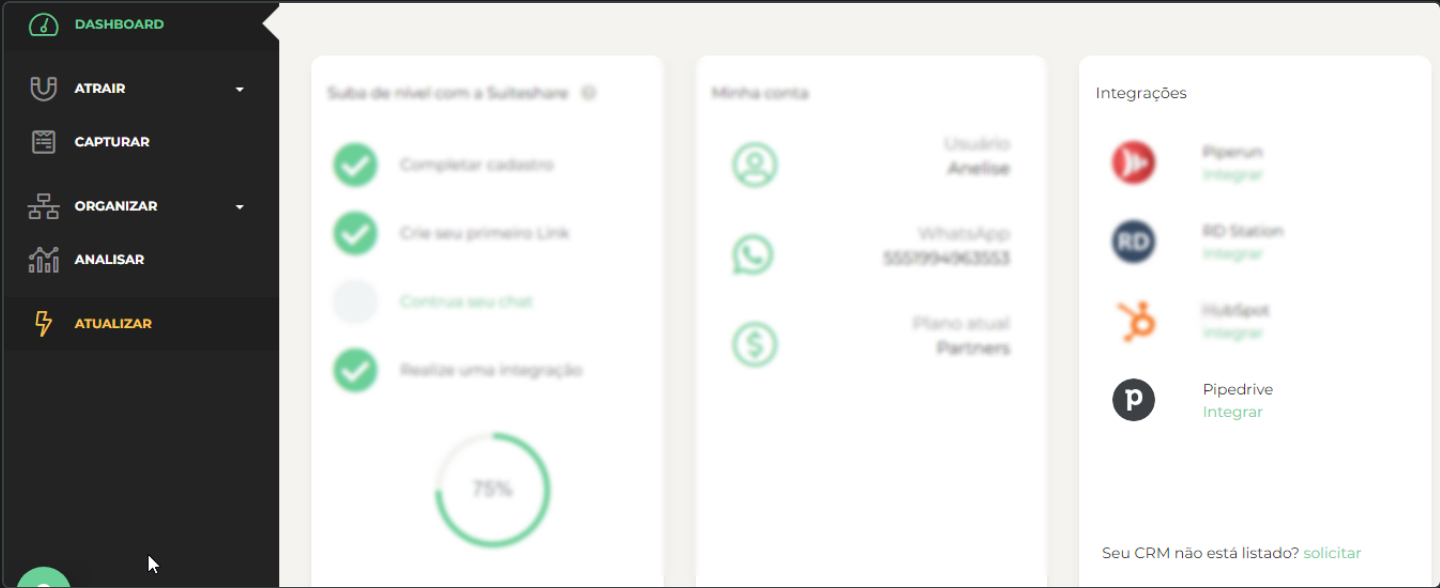 DASHBOARD
ATRAIR
CAPTURAR
ORGANIZAR
ANALISAR
ATUALIZAR
Suba de nível com a Suiteshare
Completar cadastro
Crie seu primeiro Link
Contrua seu chat
Realize uma integração
75%
Minha conta
Usuário
Anelise
WhatsApp
5551994963553
Plano atual
Partners
Integrações
Piperun
Integrar
RD
RD Station
Integrar
HubSpot
Integrar
p
Pipedrive
Integrar
Seu CRM não está listado? solicitar